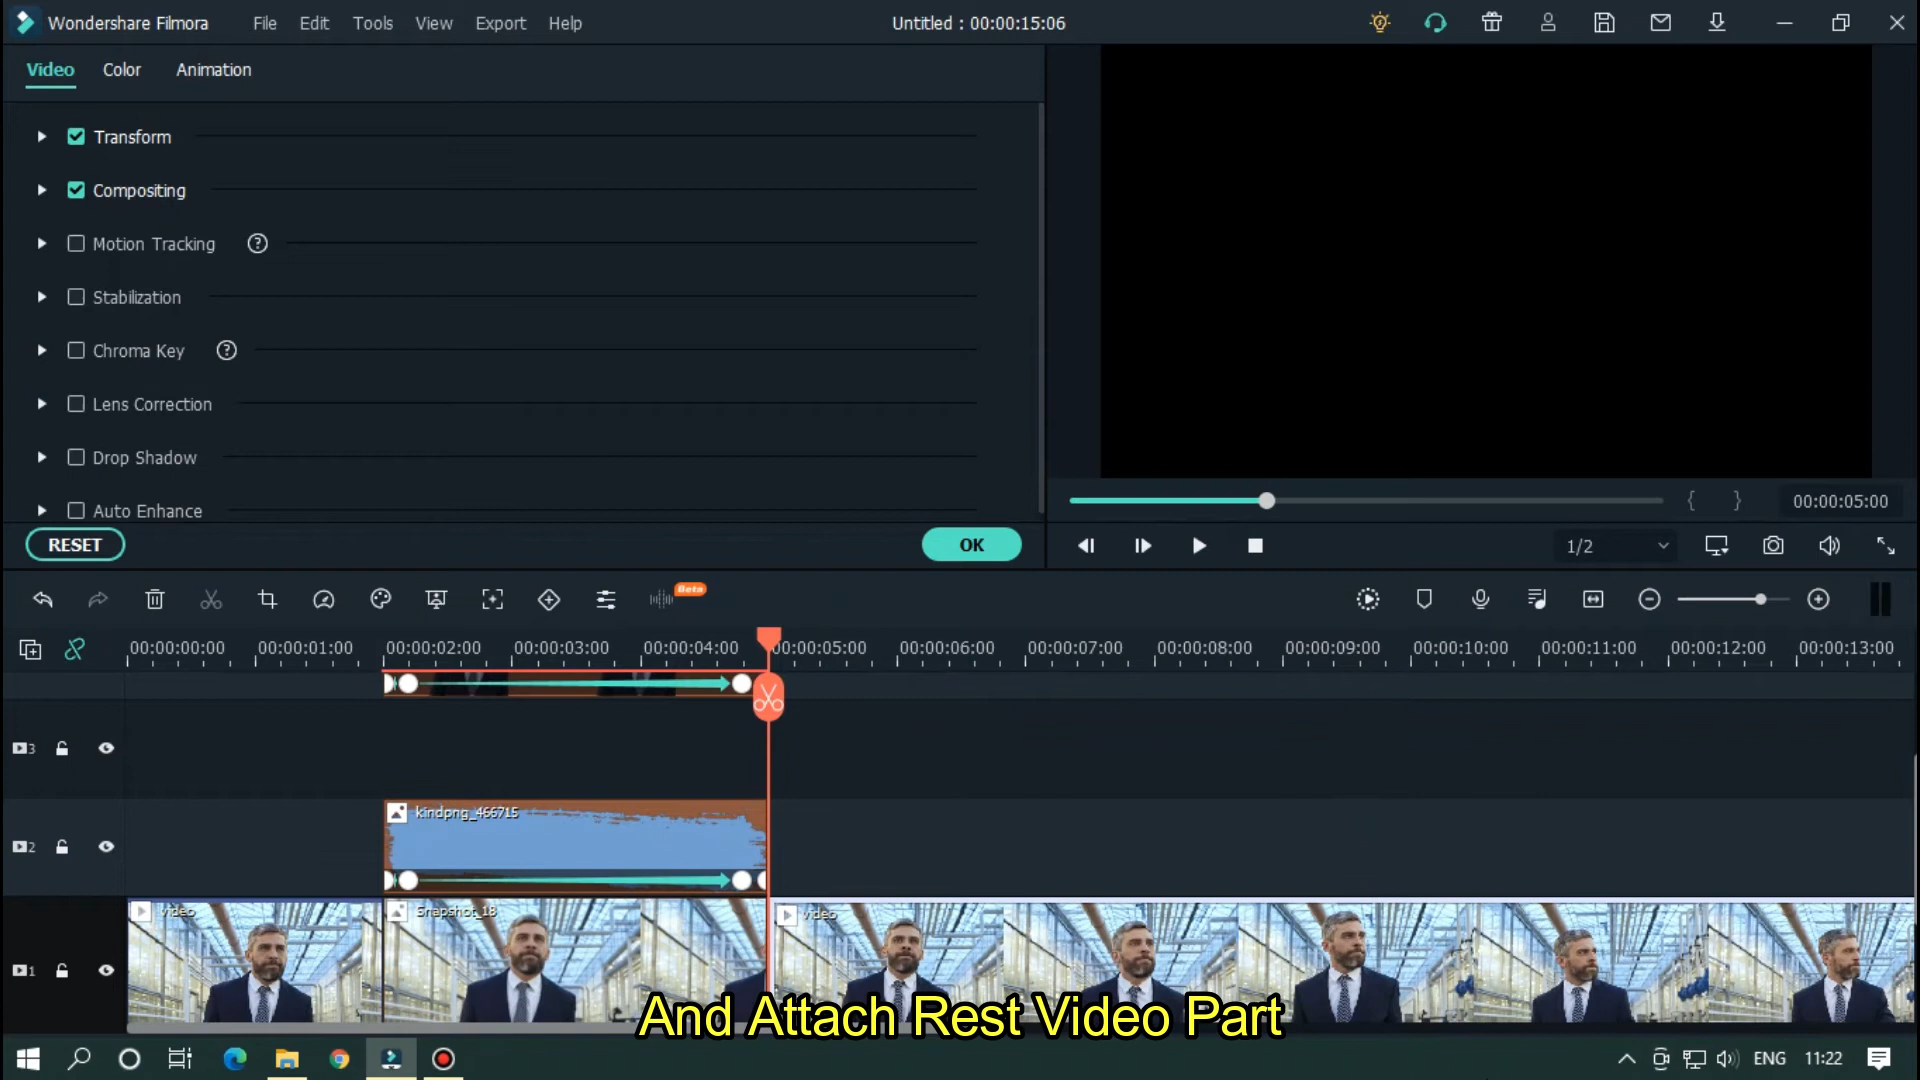 Wondershare Filmora File Edit Tools View Export Help Untitled : 00:00:15:06
Video Color Animation
Transform
Compositing
Motion Tracking ?
Stabilization
Chroma Key ?
Lens Correction
Drop Shadow
Auto Enhance
{ } 00:00:05:00
RESET OK
1/2
Beta
00:00:00:00 00:00:01:00 00:00:02:00 00:00:03:00 00:00:04:00 00:00:05:00 00:00:06:00 00:00:07:00 00:00:08:00 00:00:09:00 00:00:10:00 00:00:11:00 00:00:12:00 00:00:13:00
3
kindpng_466715
2
video Snapshot_18 video
1
And Attach Rest Video Part
ENG 11:22